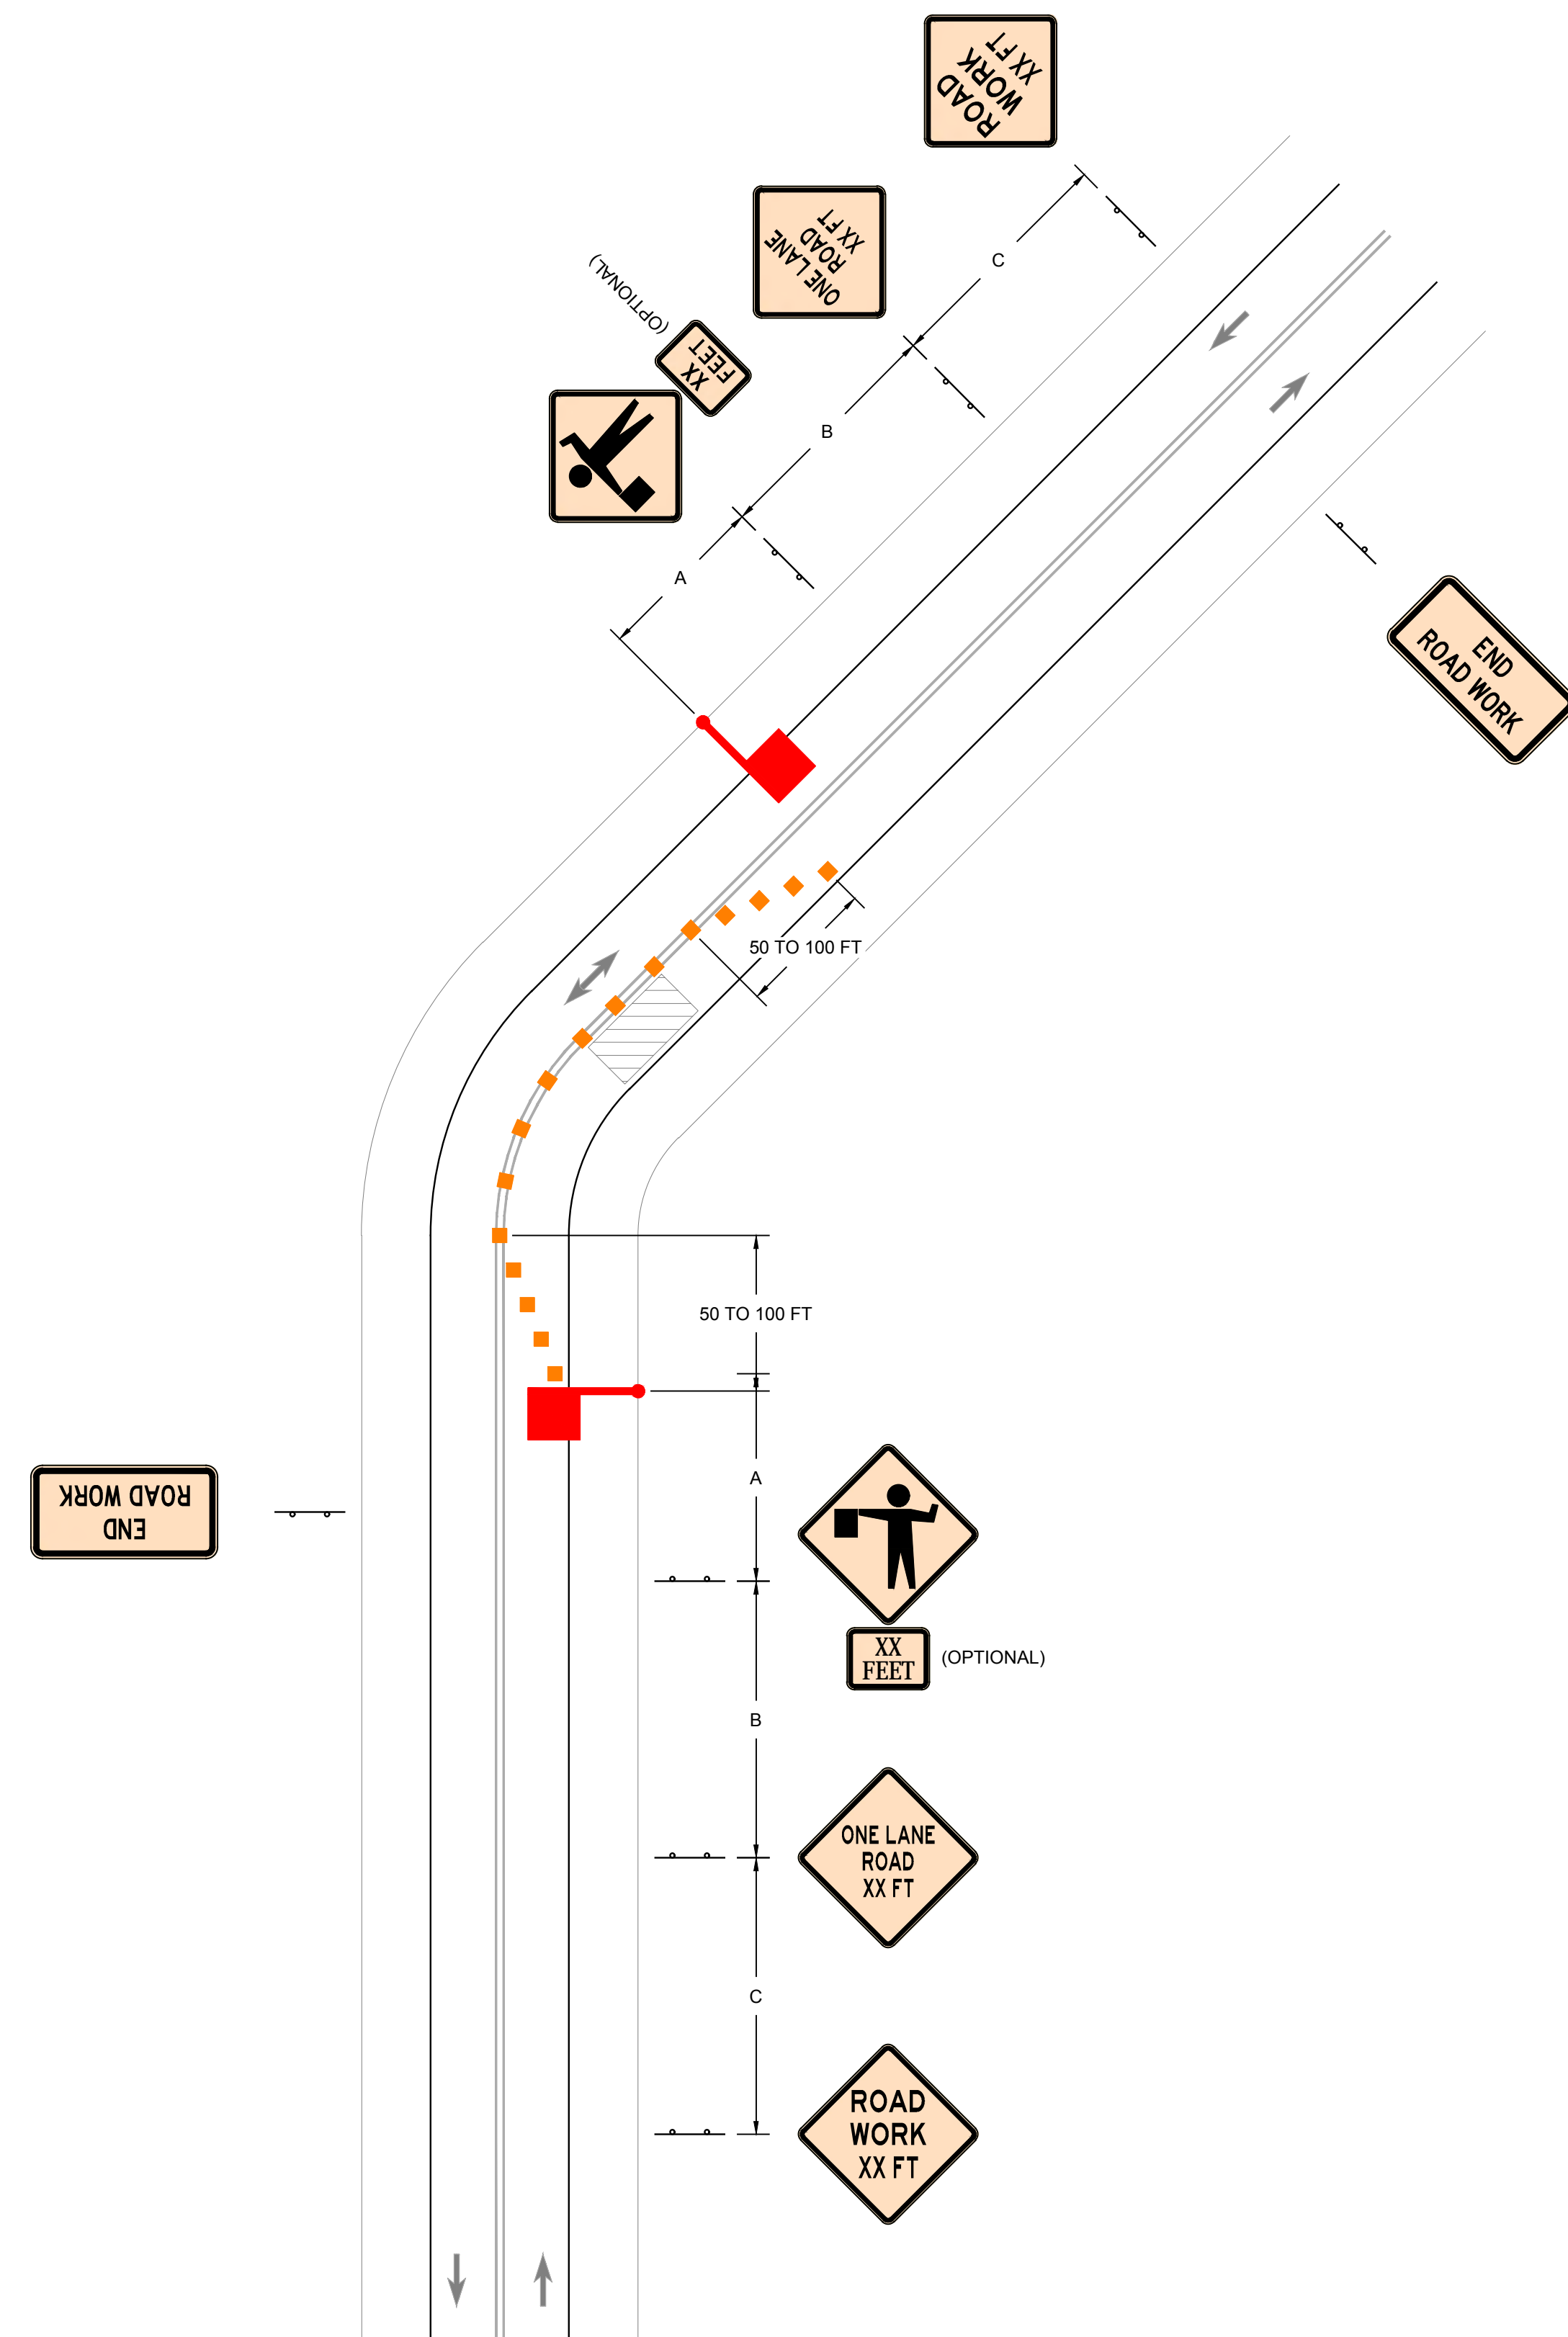 ROAD
WORK
XX FT
C
ONE LANE
ROAD
XX FT
(OPTIONAL)
XX
FEET
B
A
END
ROAD WORK
50 TO 100 FT
50 TO 100 FT
A
END
ROAD WORK
XX
FEET
(OPTIONAL)
B
ONE LANE
ROAD
XX FT
C
ROAD
WORK
XX FT